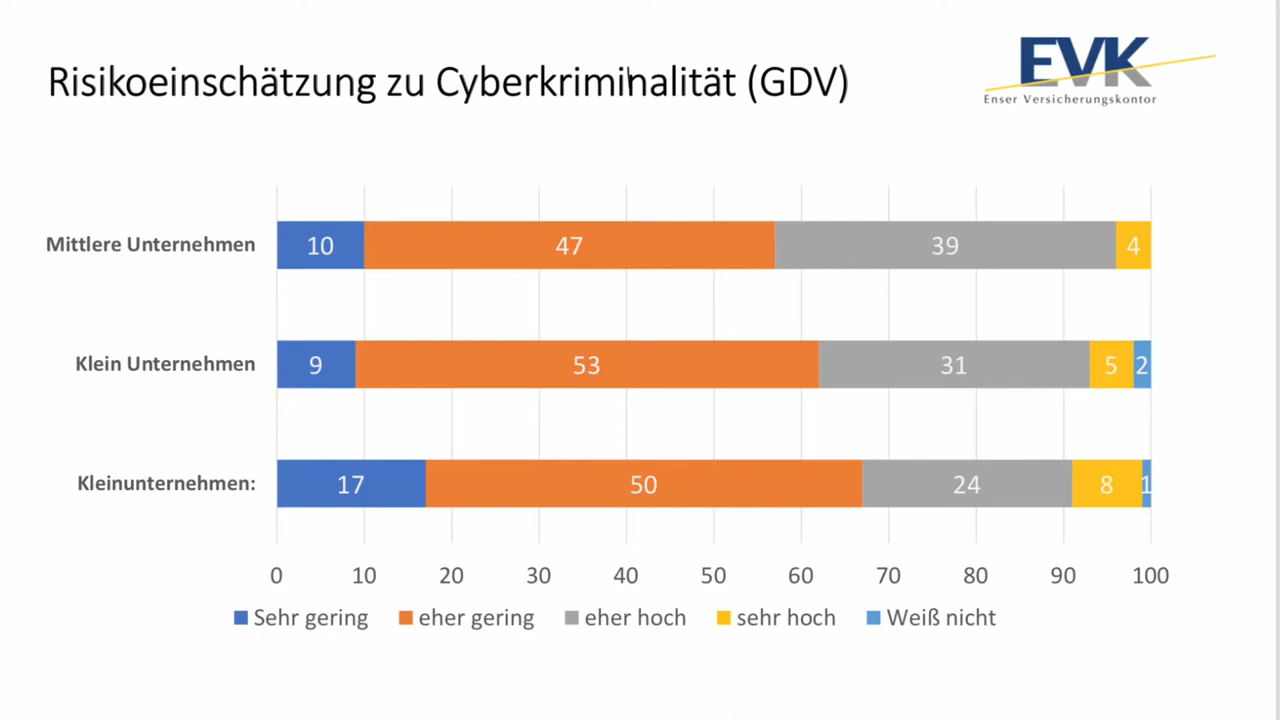 Risikoeinschätzung zu Cyberkriminalität (GDV)
EVK
Enser Versicherungskontor
Mittlere Unternehmen 10 47 39 4
Klein Unternehmen 9 53 31 5 2
Kleinunternehmen: 17 50 24 8 1
0 10 20 30 40 50 60 70 80 90 100
Sehr gering eher gering eher hoch sehr hoch Weiß nicht